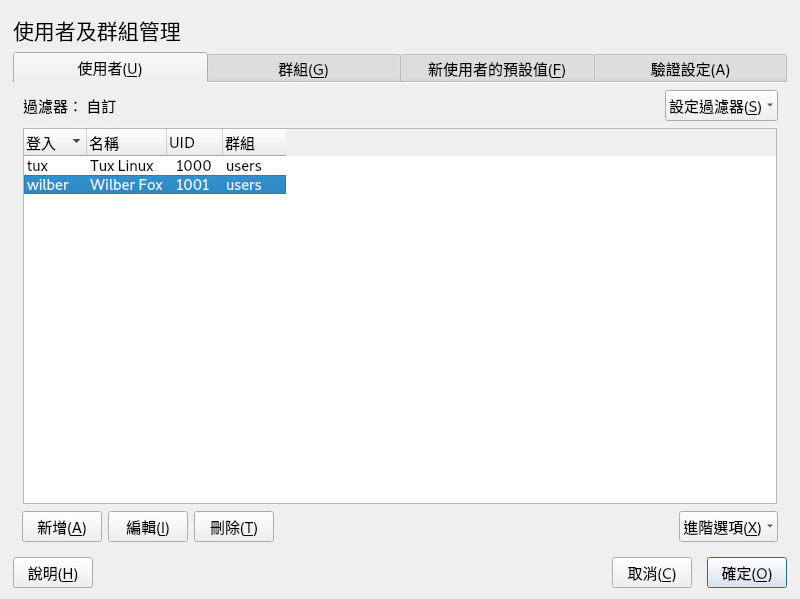 使用者及群組管理
使用者(U) 群組(G) 新使用者的預設值(F) 驗證設定(A)
過濾器： 自訂 設定過濾器(S)
登入 名稱 UID 群組
tux Tux Linux 1000 users
wilber Wilber Fox 1001 users
新增(A) 編輯(I) 刪除(T) 進階選項(X)
說明(H) 取消(C) 確定(O)